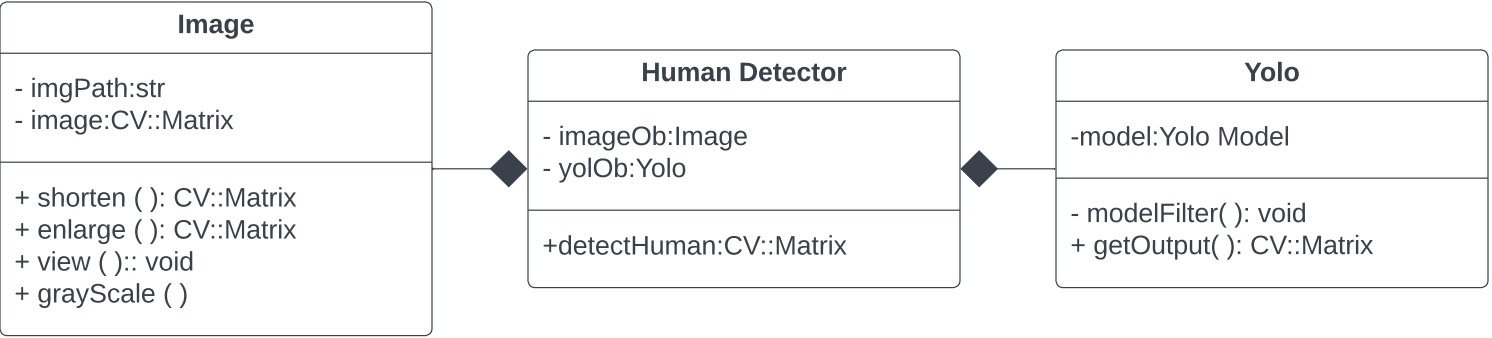 Image
- imgPath:str
- image:CV::Matrix
+ shorten ( ): CV::Matrix
+ enlarge ( ): CV::Matrix
+ view ( ):: void
+ grayScale ( )
Human Detector
- imageOb:Image
- yolOb:Yolo
+detectHuman:CV::Matrix
Yolo
-model:Yolo Model
- modelFilter( ): void
+ getOutput( ): CV::Matrix